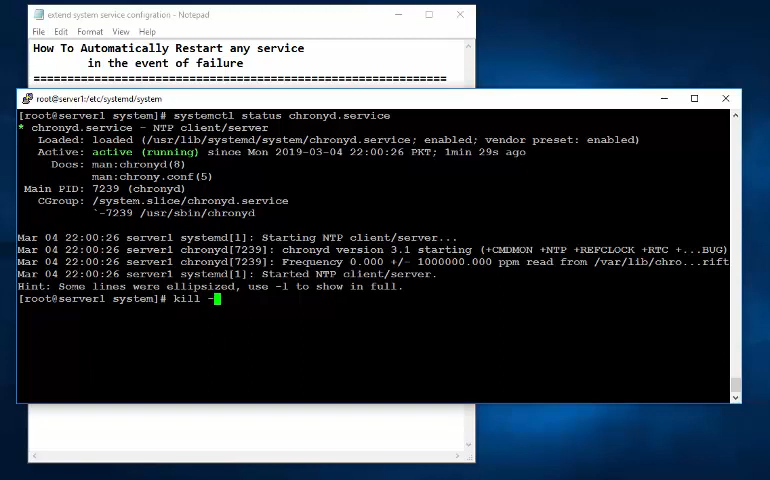 extend system service configration - Notepad
File Edit Format View Help
How To Automatically Restart any service
in the event of failure
==============================================================
root@server1:/etc/systemd/system
[root@server1 system]# systemctl status chronyd.service
* chronyd.service - NTP client/server
Loaded: loaded (/usr/lib/systemd/system/chronyd.service; enabled; vendor preset: enabled)
Active: active (running) since Mon 2019-03-04 22:00:26 PKT; 1min 29s ago
Docs: man:chronyd(8)
man:chrony.conf(5)
Main PID: 7239 (chronyd)
CGroup: /system.slice/chronyd.service
`-7239 /usr/sbin/chronyd
Mar 04 22:00:26 server1 systemd[1]: Starting NTP client/server...
Mar 04 22:00:26 server1 chronyd[7239]: chronyd version 3.1 starting (+CMDMON +NTP +REFCLOCK +RTC +...BUG)
Mar 04 22:00:26 server1 chronyd[7239]: Frequency 0.000 +/- 1000000.000 ppm read from /var/lib/chro...rift
Mar 04 22:00:26 server1 systemd[1]: Started NTP client/server.
Hint: Some lines were ellipsized, use -l to show in full.
[root@server1 system]# kill -